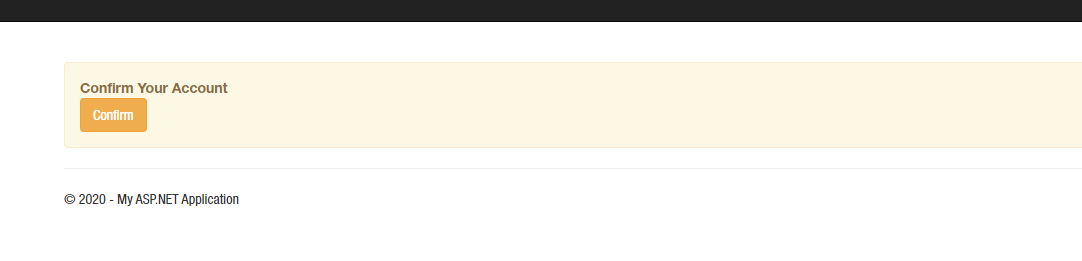 Confirm Your Account
Confirm
© 2020 - My ASP.NET Application